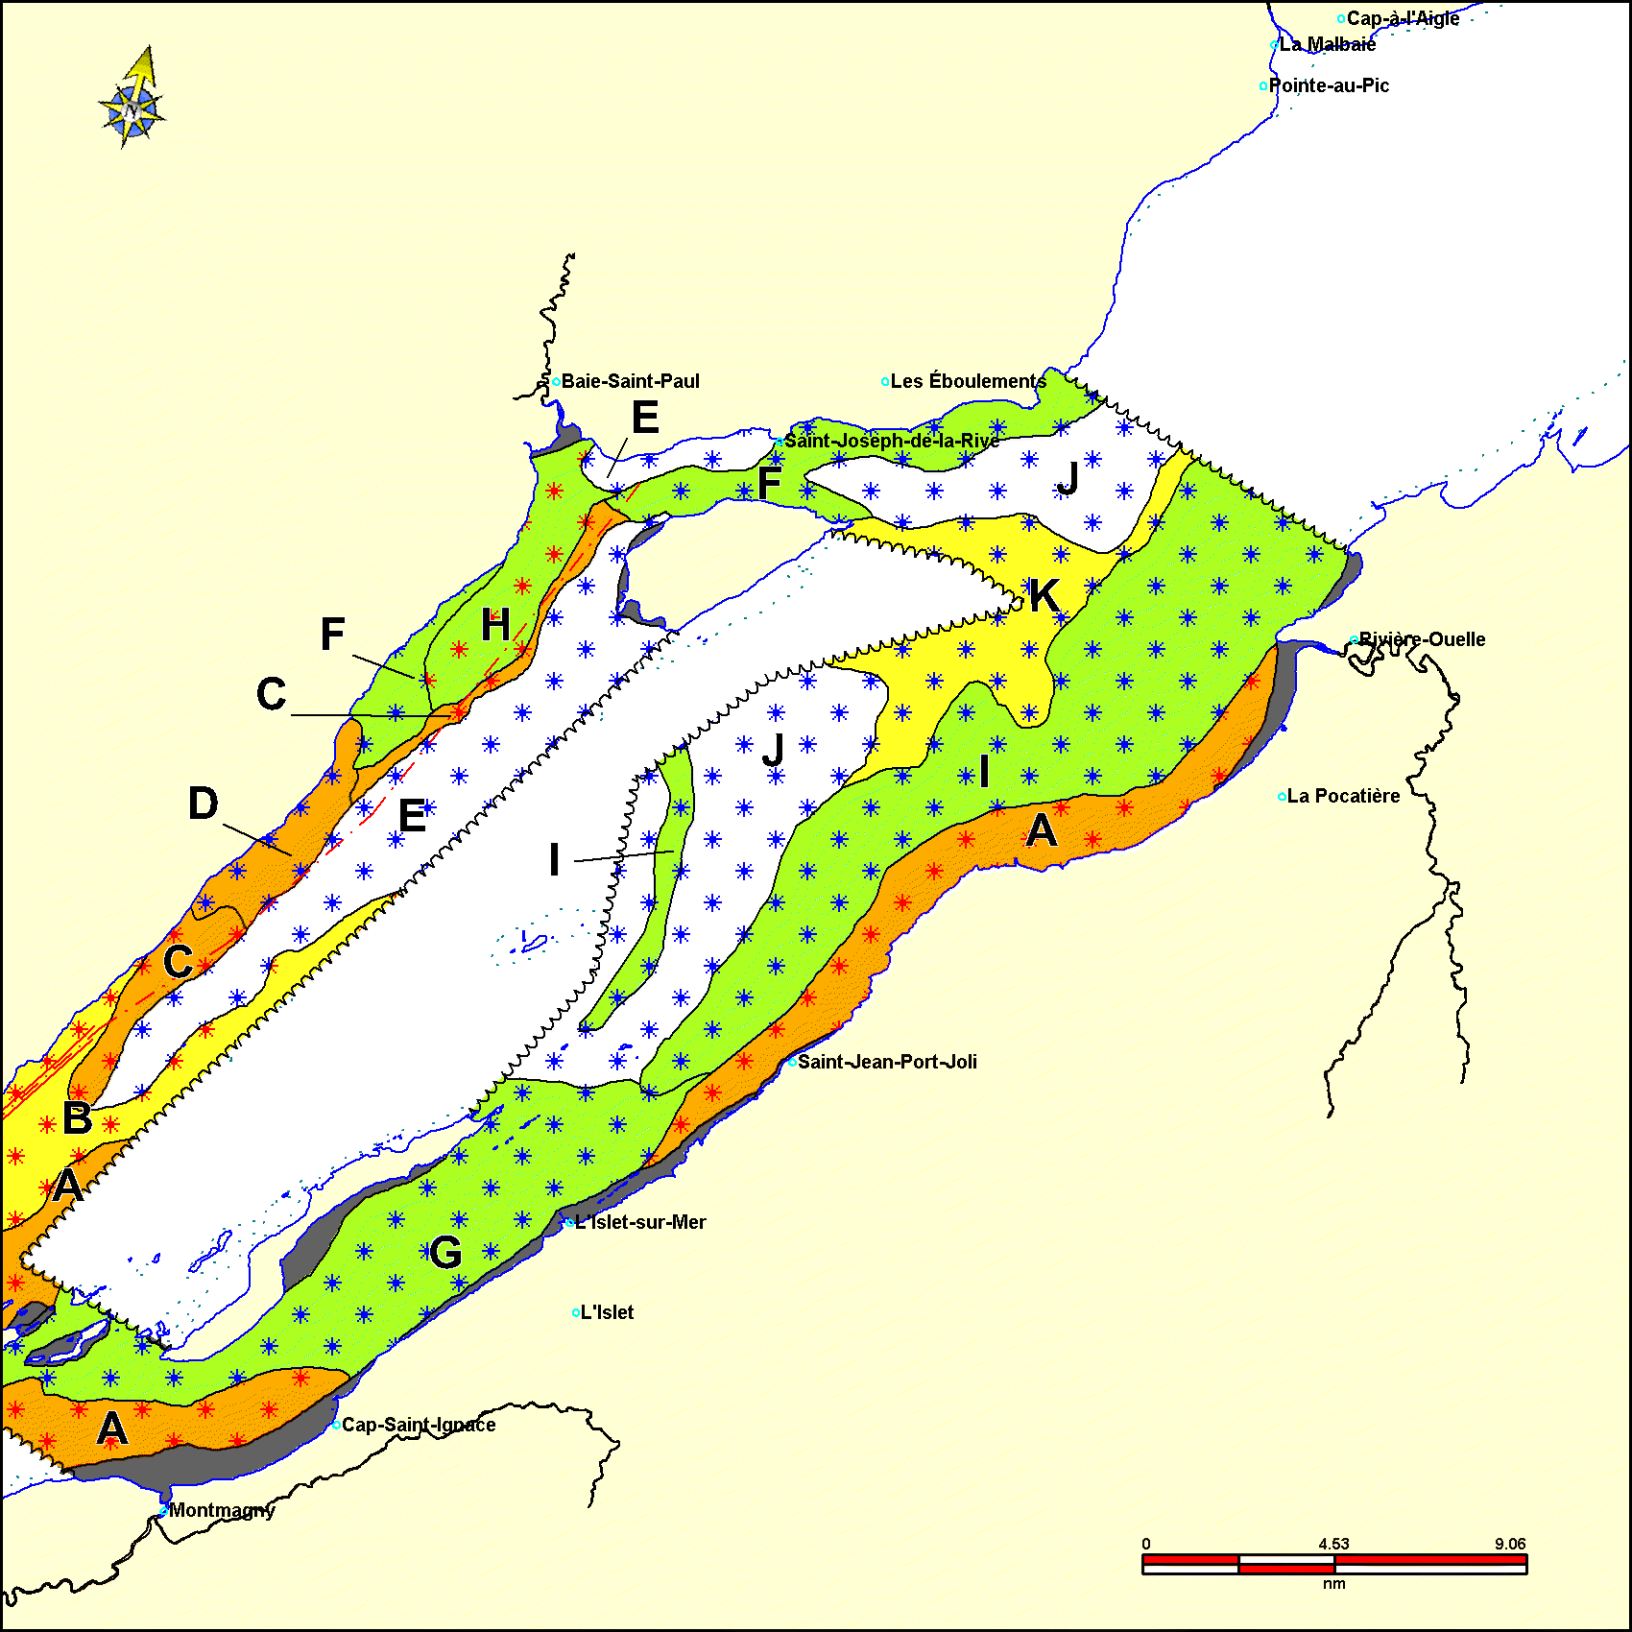 Cap-à-l'Aigle
La Malbaie
Pointe-au-Pic
N
Baie-Saint-Paul
Les Éboulements
E
Saint-Joseph-de-la-Rive
F
J
K
H
F
Rivière-Ouelle
C
J
I
D
E
La Pocatière
A
I
C
Saint-Jean-Port-Joli
B
A
L'Islet-sur-Mer
G
L'Islet
A
Cap-Saint-Ignace
Montmagny
0 4.53 9.06
nm